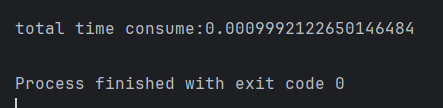 total time consume:0.0009992122650146484
Process finished with exit code 0